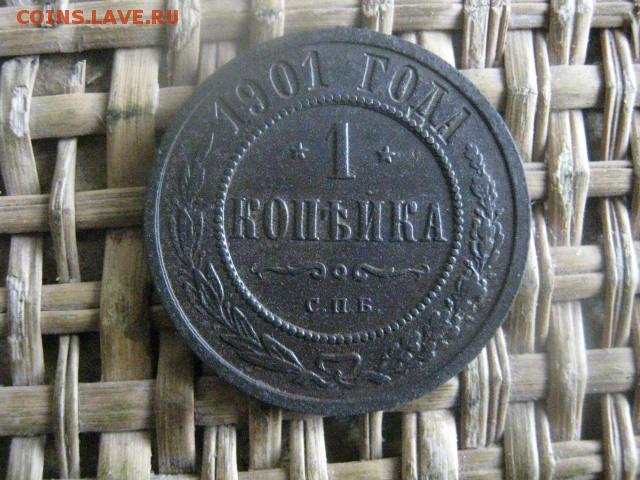 COINS.LAVE.RU
1901 ГОДА
1
КОПѢЙКА
С.П.Б.